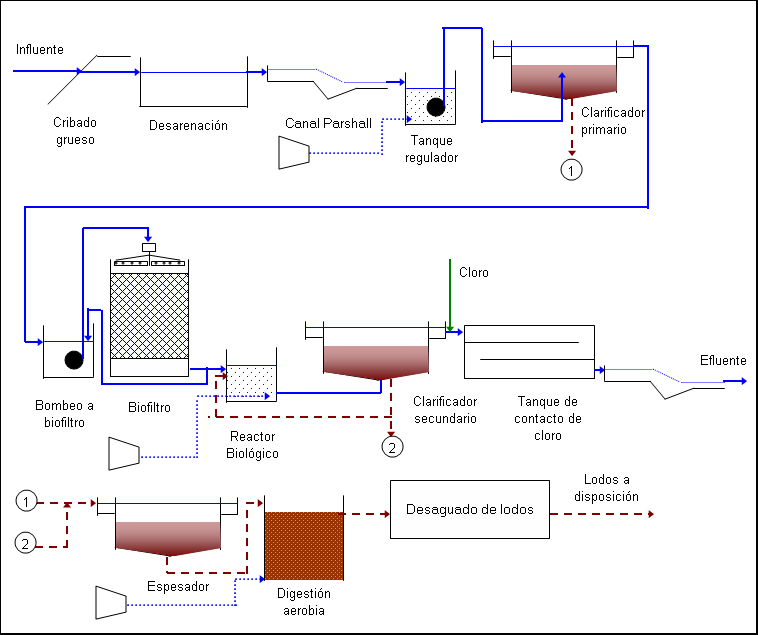 Influente
Cribado
grueso
Desarenación
Canal Parshall
Tanque
regulador
Clarificador
primario
1
Cloro
Bombeo a
biofiltro
Biofiltro
Reactor
Biológico
Clarificador
secundario
2
Tanque de
contacto de
cloro
Efluente
1
2
Espesador
Digestión
aerobia
Desaguado de lodos
Lodos a
disposición